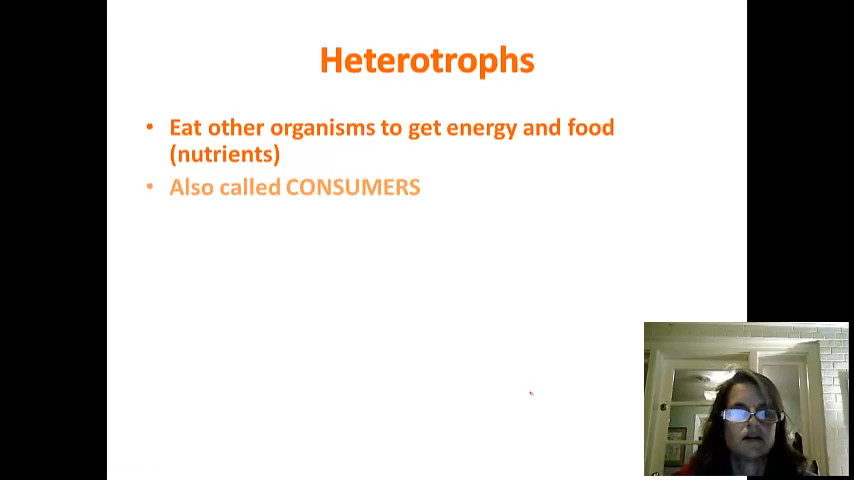 Heterotrophs
• Eat other organisms to get energy and food
(nutrients)
• Also called CONSUMERS